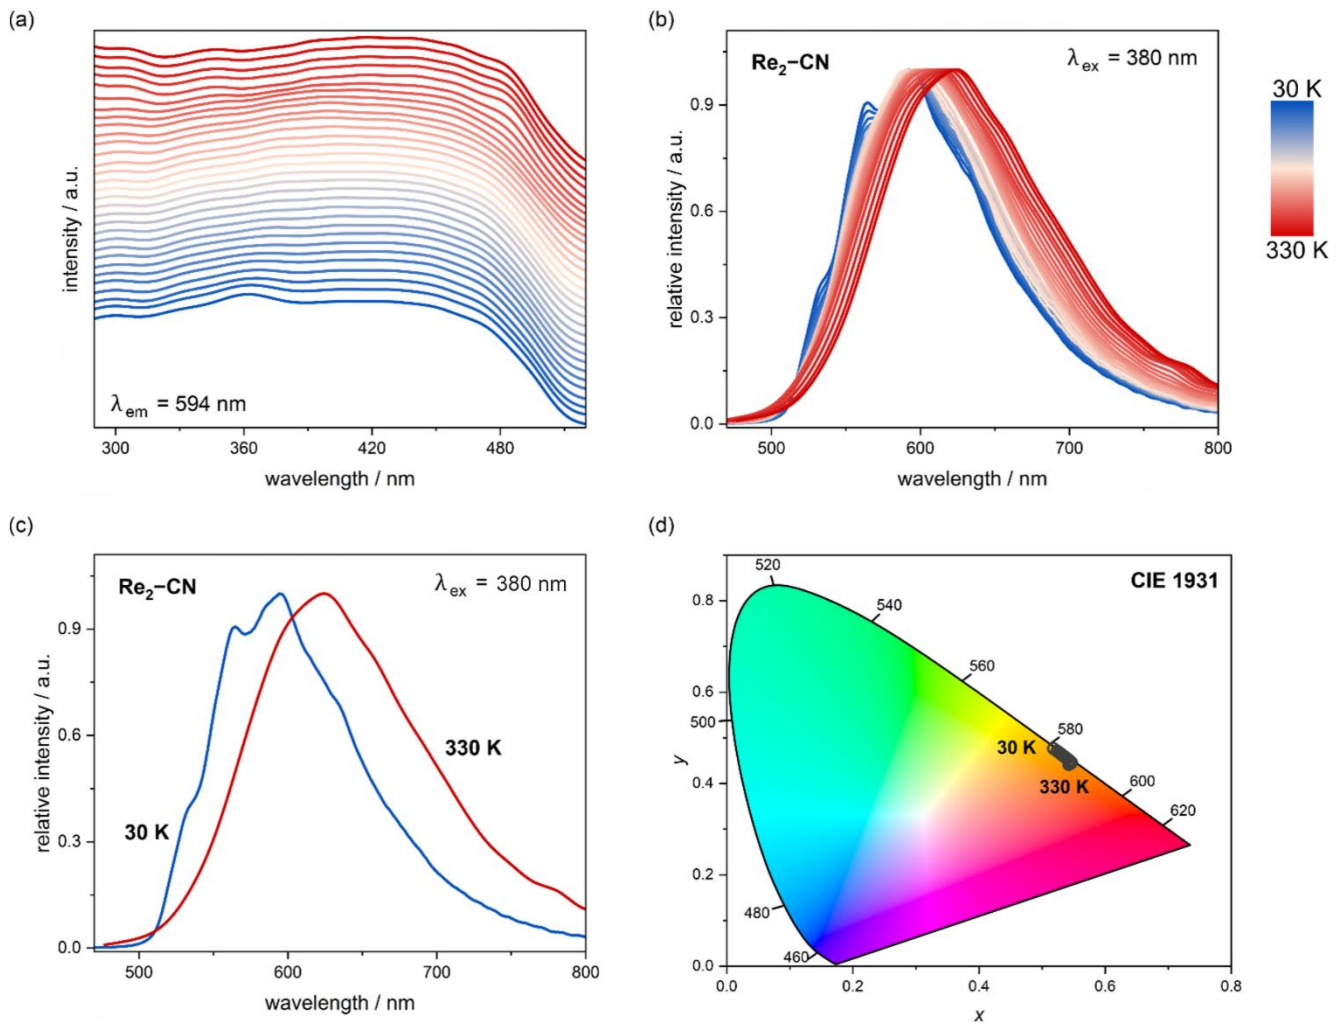 (a)
intensity / a.u.
λem = 594 nm
300 360 420 480
wavelength / nm
(b)
Re2−CN
λex = 380 nm
relative intensity / a.u.
0.9
0.6
0.3
0.0
500 600 700 800
wavelength / nm
30 K
330 K
(c)
Re2−CN
λex = 380 nm
relative intensity / a.u.
0.9
0.6
0.3
0.0
330 K
30 K
500 600 700 800
wavelength / nm
(d)
CIE 1931
y
0.8
0.6
0.4
0.2
0.0
520
540
560
500
580
30 K
330 K
600
620
480
460
0.0 0.2 0.4 0.6 0.8
x